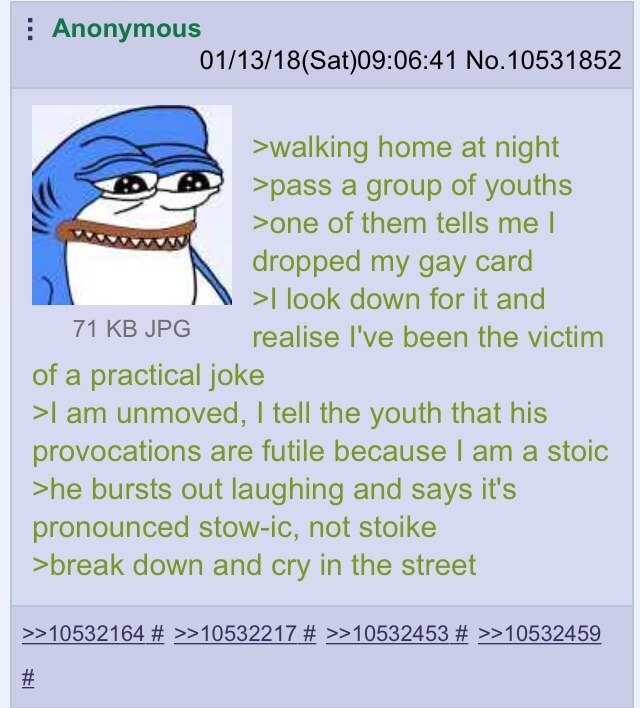 Anonymous
01/13/18(Sat)09:06:41 No.10531852
>walking home at night
>pass a group of youths
>one of them tells me I
dropped my gay card
>I look down for it and
realise I've been the victim
71 KB JPG
of a practical joke
>I am unmoved, I tell the youth that his
provocations are futile because I am a stoic
>he bursts out laughing and says it's
pronounced stow-ic, not stoike
>break down and cry in the street
>>10532164 # >>10532217 # >>10532453 # >>10532459
#